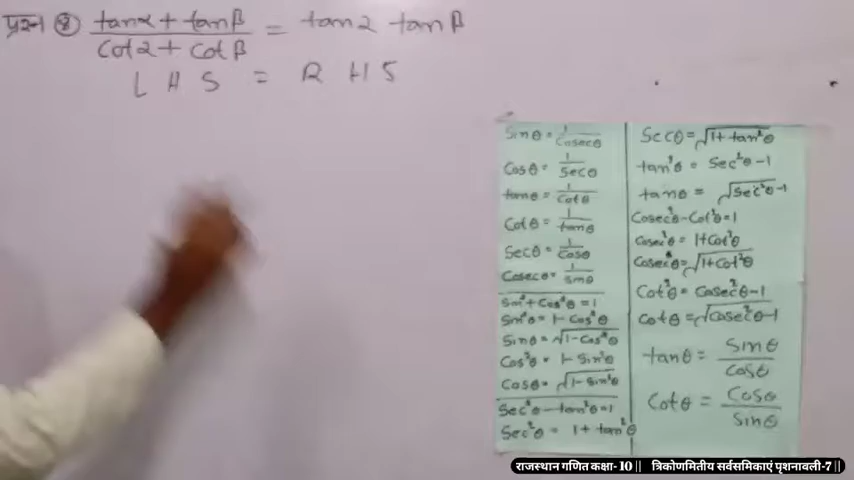 प्रश्न ⑧ tanα + tanβ / cotα + cotβ = tanα tanβ
L H S = R H S
Sinθ = 1/Cosecθ
Cosθ = 1/Secθ
tanθ = 1/Cotθ
Cotθ = 1/tanθ
Secθ = 1/Cosθ
Cosecθ = 1/Sinθ
Sin²θ + Cos²θ = 1
Sin²θ = 1 - Cos²θ
Sinθ = √1 - Cos²θ
Cos²θ = 1 - Sin²θ
Cosθ = √1 - Sin²θ
Sec²θ - tan²θ = 1
Sec²θ = 1 + tan²θ
Secθ = √1 + tan²θ
tan²θ = Sec²θ - 1
tanθ = √Sec²θ - 1
Cosec²θ - Cot²θ = 1
Cosec²θ = 1 + Cot²θ
Cosecθ = √1 + Cot²θ
Cot²θ = Cosec²θ - 1
Cotθ = √Cosec²θ - 1
tanθ = Sinθ/Cosθ
Cotθ = Cosθ/Sinθ
राजस्थान गणित कक्षा- 10 || त्रिकोणमितीय सर्वसमिकाएं पृशनावली-7 ||